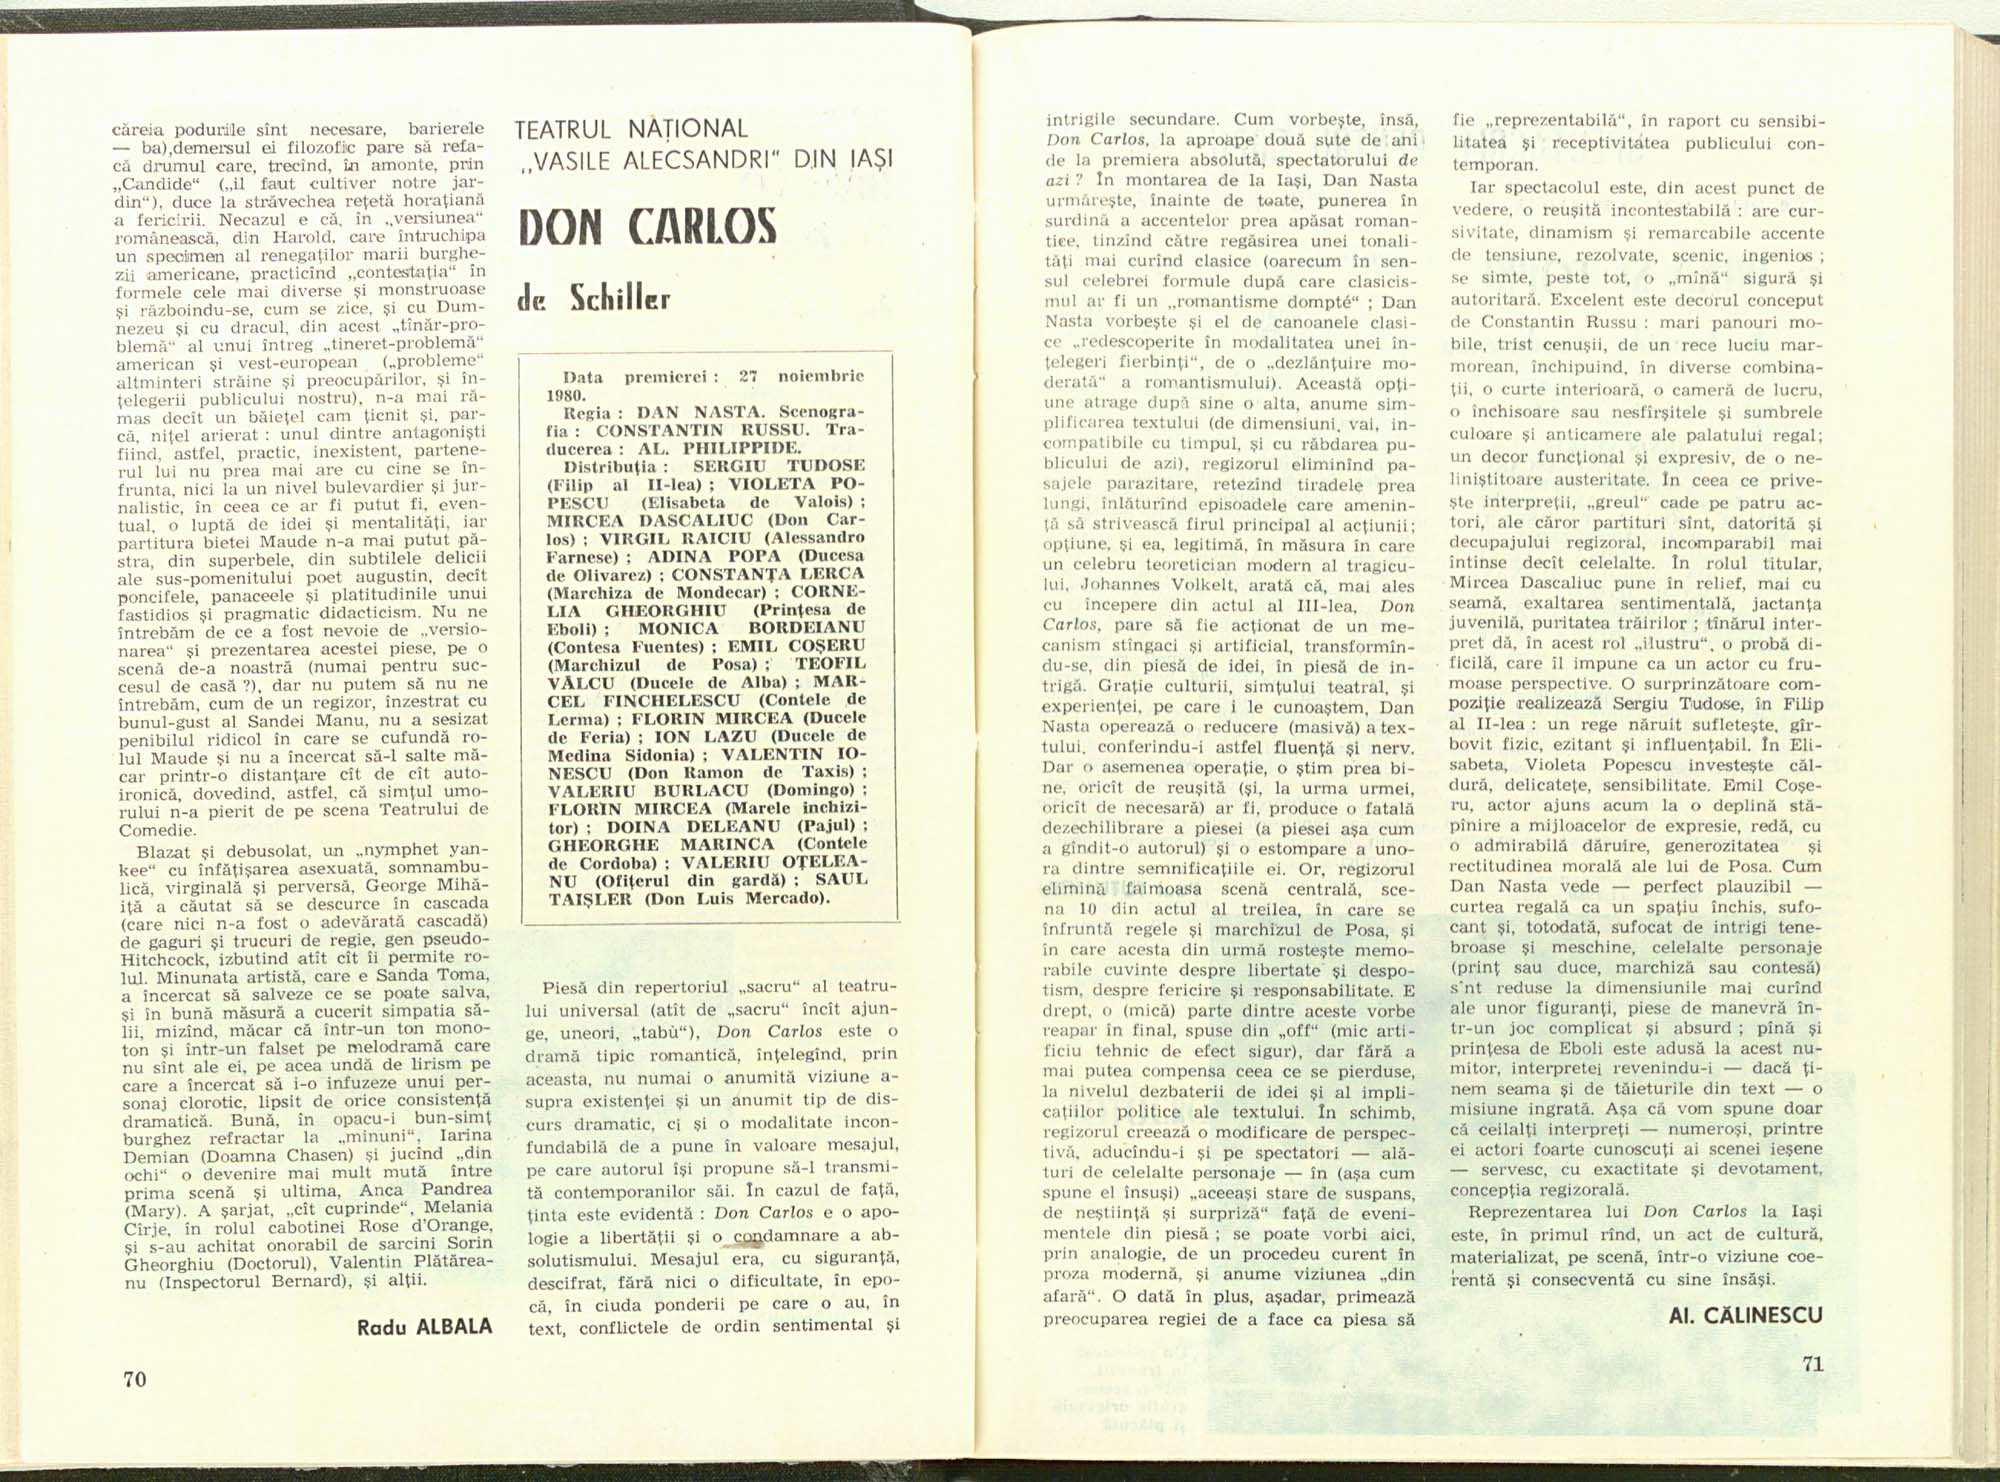 căreia podurile sînt necesare, barierele
— ba),demersul ei filozofic pare să refa-
că drumul care, trecînd, în amonte, prin
„Candide“ („il faut cultiver notre jar-
din“), duce la străvechea rețetă horațiană
a fericirii. Necazul e că, în „versiunea“
românească, din Harold, care întruchipa
un specimen al renegaților marii burghe-
zii americane, practicînd „contestația“ în
formele cele mai diverse și monstruoase
și războindu-se, cum se zice, și cu Dum-
nezeu și cu dracul, din acest „tînăr-pro-
blemă“ al unui întreg „tineret-problemă“
american și vest-european („probleme“
altminteri străine și preocupărilor, și în-
țelegerii publicului nostru), n-a mai ră-
mas decît un băiețel cam țicnit și, par-
că, nițel arierat : unul dintre antagoniști
fiind, astfel, practic, inexistent, partene-
rul lui nu prea mai are cu cine se în-
frunta, nici la un nivel bulevardier și jur-
nalistic, în ceea ce ar fi putut fi, even-
tual, o luptă de idei și mentalități, iar
partitura bietei Maude n-a mai putut pă-
stra, din superbele, din subtilele delicii
ale sus-pomenitului poet augustin, decît
poncifele, panaceele și platitudinile unui
fastidios și pragmatic didacticism. Nu ne
întrebăm de ce a fost nevoie de „versio-
narea“ și prezentarea acestei piese, pe o
scenă de-a noastră (numai pentru suc-
cesul de casă ?), dar nu putem să nu ne
întrebăm, cum de un regizor, înzestrat cu
bunul-gust al Sandei Manu, nu a sesizat
penibilul ridicol în care se cufundă ro-
lul Maude și nu a încercat să-l salte mă-
car printr-o distanțare cît de cît auto-
ironică, dovedind, astfel, că simțul umo-
rului n-a pierit de pe scena Teatrului de
Comedie.
Blazat și debusolat, un „nymphet yan-
kee“ cu înfățișarea asexuată, somnambu-
lică, virginală și perversă, George Mihă-
iță a căutat să se descurce în cascada
(care nici n-a fost o adevărată cascadă)
de gaguri și trucuri de regie, gen pseudo-
Hitchcock, izbutind atît cît îi permite ro-
lul. Minunata artistă, care e Sanda Toma,
a încercat să salveze ce se poate salva,
și în bună măsură a cucerit simpatia să-
lii, mizînd, măcar că într-un ton mono-
ton și într-un falset pe melodramă care
nu sînt ale ei, pe acea undă de lirism pe
care a încercat să i-o infuzeze unui per-
sonaj clorotic, lipsit de orice consistență
dramatică. Bună, în opacu-i bun-simț
burghez refractar la „minuni“, Iarina
Demian (Doamna Chasen) și jucînd „din
ochi“ o devenire mai mult mută între
prima scenă și ultima, Anca Pandrea
(Mary). A șarjat, „cît cuprinde“, Melania
Cîrje, în rolul cabotinei Rose d'Orange,
și s-au achitat onorabil de sarcini Sorin
Gheorghiu (Doctorul), Valentin Plătărea-
nu (Inspectorul Bernard), și alții.
Radu ALBALA
70
TEATRUL NAȚIONAL
„VASILE ALECSANDRI“ DIN IAȘI
DON CARLOS
de Schiller
Data premierei : 27 noiembrie
1980.
Regia : DAN NASTA. Scenogra-
fia : CONSTANTIN RUSSU. Tra-
ducerea : AL. PHILIPPIDE.
Distribuția : SERGIU TUDOSE
(Filip al II-lea) ; VIOLETA PO-
PESCU (Elisabeta de Valois) ;
MIRCEA DASCALIUC (Don Car-
los) ; VIRGIL RAICIU (Alessandro
Farnese) ; ADINA POPA (Ducesa
de Olivarez) ; CONSTANȚA LERCA
(Marchiza de Mondecar) ; CORNE-
LIA GHEORGHIU (Prințesa de
Eboli) ; MONICA BORDEIANU
(Contesa Fuentes) ; EMIL COȘERU
(Marchizul de Posa) ; TEOFIL
VÂLCU (Ducele de Alba) ; MAR-
CEL FINCHELESCU (Contele de
Lerma) ; FLORIN MIRCEA (Ducele
de Feria) ; ION LAZU (Ducele de
Medina Sidonia) ; VALENTIN IO-
NESCU (Don Ramon de Taxis) ;
VALERIU BURLACU (Domingo) ;
FLORIN MIRCEA (Marele inchizi-
tor) ; DOINA DELEANU (Pajul) ;
GHEORGHE MARINCA (Contele
de Cordoba) ; VALERIU OȚELEA-
NU (Ofițerul din gardă) ; SAUL
TAIȘLER (Don Luis Mercado).
Piesă din repertoriul „sacru“ al teatru-
lui universal (atît de „sacru“ încît ajun-
ge, uneori, „tabù“), Don Carlos este o
dramă tipic romantică, înțelegînd, prin
aceasta, nu numai o anumită viziune a-
supra existenței și un anumit tip de dis-
curs dramatic, ci și o modalitate incon-
fundabilă de a pune în valoare mesajul,
pe care autorul își propune să-l transmi-
tă contemporanilor săi. În cazul de față,
ținta este evidentă : Don Carlos e o apo-
logie a libertății și o condamnare a ab-
solutismului. Mesajul era, cu siguranță,
descifrat, fără nici o dificultate, în epo-
că, în ciuda ponderii pe care o au, în
text, conflictele de ordin sentimental și
intrigile secundare. Cum vorbește, însă,
Don Carlos, la aproape două sute de ani
de la premiera absolută, spectatorului de
azi ? În montarea de la Iași, Dan Nasta
urmărește, înainte de toate, punerea în
surdină a accentelor prea apăsat roman-
tice, tinzînd către regăsirea unei tonali-
tăți mai curînd clasice (oarecum în sen-
sul celebrei formule după care clasicis-
mul ar fi un „romantisme dompté“ ; Dan
Nasta vorbește și el de canoanele clasi-
ce „redescoperite în modalitatea unei în-
țelegeri fierbinți“, de o „dezlănțuire mo-
derată“ a romantismului). Această opți-
une atrage după sine o alta, anume sim-
plificarea textului (de dimensiuni, vai, in-
compatibile cu timpul, și cu răbdarea pu-
blicului de azi), regizorul eliminînd pa-
sajele parazitare, retezînd tiradele prea
lungi, înlăturînd episoadele care amenin-
ță să strivească firul principal al acțiunii;
opțiune, și ea, legitimă, în măsura în care
un celebru teoretician modern al tragicu-
lui, Johannes Volkelt, arată că, mai ales
cu începere din actul al III-lea, Don
Carlos, pare să fie acționat de un me-
canism stîngaci și artificial, transformîn-
du-se, din piesă de idei, în piesă de in-
trigă. Grație culturii, simțului teatral, și
experienței, pe care i le cunoaștem, Dan
Nasta operează o reducere (masivă) a tex-
tului, conferindu-i astfel fluență și nerv.
Dar o asemenea operație, o știm prea bi-
ne, oricît de reușită (și, la urma urmei,
oricît de necesară) ar fi, produce o fatală
dezechilibrare a piesei (a piesei așa cum
a gîndit-o autorul) și o estompare a uno-
ra dintre semnificațiile ei. Or, regizorul
elimină faimoasa scenă centrală, sce-
na 10 din actul al treilea, în care se
înfruntă regele și marchizul de Posa, și
în care acesta din urmă rostește memo-
rabile cuvinte despre libertate și despo-
tism, despre fericire și responsabilitate. E
drept, o (mică) parte dintre aceste vorbe
reapar în final, spuse din „off“ (mic arti-
ficiu tehnic de efect sigur), dar fără a
mai putea compensa ceea ce se pierduse,
la nivelul dezbaterii de idei și al impli-
cațiilor politice ale textului. În schimb,
regizorul creează o modificare de perspec-
tivă, aducîndu-i și pe spectatori — ală-
turi de celelalte personaje — în (așa cum
spune el însuși) „aceeași stare de suspans,
de neștiință și surpriză“ față de eveni-
mentele din piesă ; se poate vorbi aici,
prin analogie, de un procedeu curent în
proza modernă, și anume viziunea „din
afară“. O dată în plus, așadar, primează
preocuparea regiei de a face ca piesa să
fie „reprezentabilă“, în raport cu sensibi-
litatea și receptivitatea publicului con-
temporan.
Iar spectacolul este, din acest punct de
vedere, o reușită incontestabilă : are cur-
sivitate, dinamism și remarcabile accente
de tensiune, rezolvate, scenic, ingenios ;
se simte, peste tot, o „mînă“ sigură și
autoritară. Excelent este decorul conceput
de Constantin Russu : mari panouri mo-
bile, trist cenușii, de un rece luciu mar-
morean, închipuind, în diverse combina-
ții, o curte interioară, o cameră de lucru,
o închisoare sau nesfîrșitele și sumbrele
culoare și anticamere ale palatului regal;
un decor funcțional și expresiv, de o ne-
liniștitoare austeritate. În ceea ce prive-
ște interpreții, „greul“ cade pe patru ac-
tori, ale căror partituri sînt, datorită și
decupajului regizoral, incomparabil mai
întinse decît celelalte. În rolul titular,
Mircea Dascaliuc pune în relief, mai cu
seamă, exaltarea sentimentală, jactanța
juvenilă, puritatea trăirilor ; tînărul inter-
pret dă, în acest rol „ilustru“, o probă di-
ficilă, care îl impune ca un actor cu fru-
moase perspective. O surprinzătoare com-
poziție realizează Sergiu Tudose, în Filip
al II-lea : un rege năruit sufletește, gîr-
bovit fizic, ezitant și influențabil. În Eli-
sabeta, Violeta Popescu investește căl-
dură, delicatețe, sensibilitate. Emil Coșe-
ru, actor ajuns acum la o deplină stă-
pînire a mijloacelor de expresie, redă, cu
o admirabilă dăruire, generozitatea și
rectitudinea morală ale lui de Posa. Cum
Dan Nasta vede — perfect plauzibil —
curtea regală ca un spațiu închis, sufo-
cant și, totodată, sufocat de intrigi tene-
broase și meschine, celelalte personaje
(prinț sau duce, marchiză sau contesă)
sînt reduse la dimensiunile mai curînd
ale unor figuranți, piese de manevră în-
tr-un joc complicat și absurd ; pînă și
prințesa de Eboli este adusă la acest nu-
mitor, interpretei revenindu-i — dacă ți-
nem seama și de tăieturile din text — o
misiune ingrată. Așa că vom spune doar
că ceilalți interpreți — numeroși, printre
ei actori foarte cunoscuți ai scenei ieșene
— servesc, cu exactitate și devotament,
concepția regizorală.
Reprezentarea lui Don Carlos la Iași
este, în primul rînd, un act de cultură,
materializat, pe scenă, într-o viziune coe-
rentă și consecventă cu sine însăși.
Al. CĂLINESCU
71